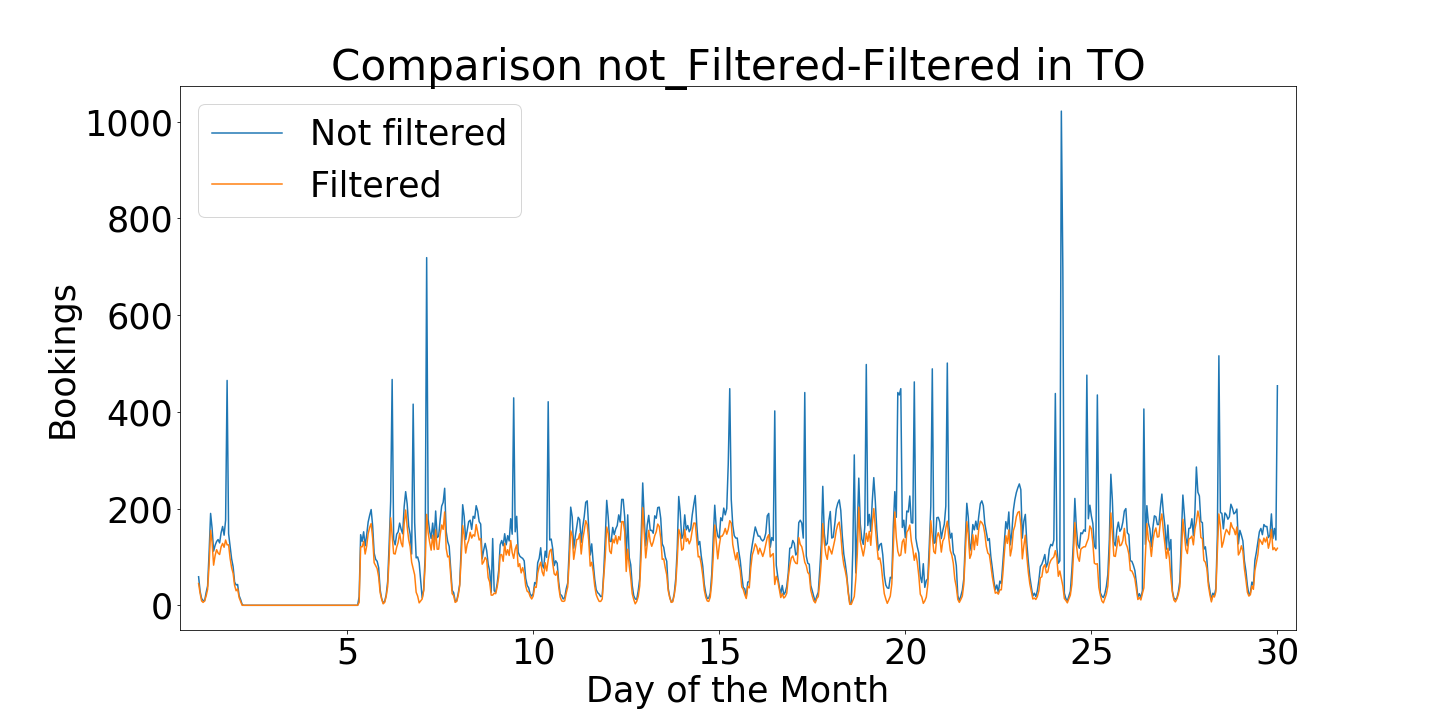 Comparison not_Filtered-Filtered in TO
Not filtered
Filtered
1000
800
600
400
200
0
Bookings
5 10 15 20 25 30
Day of the Month